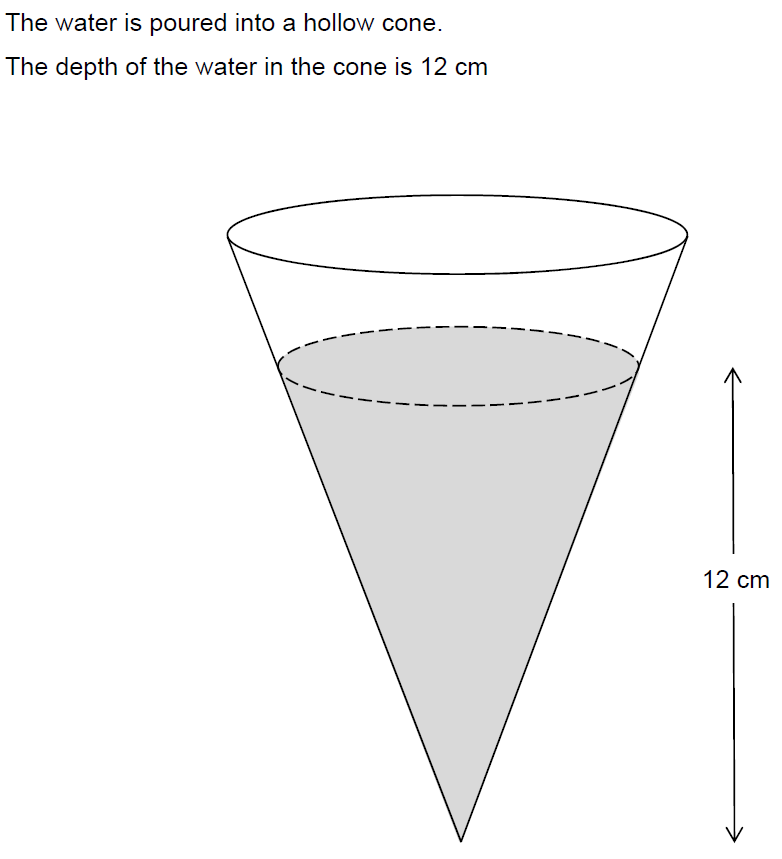 The water is poured into a hollow cone.
The depth of the water in the cone is 12 cm
12 cm